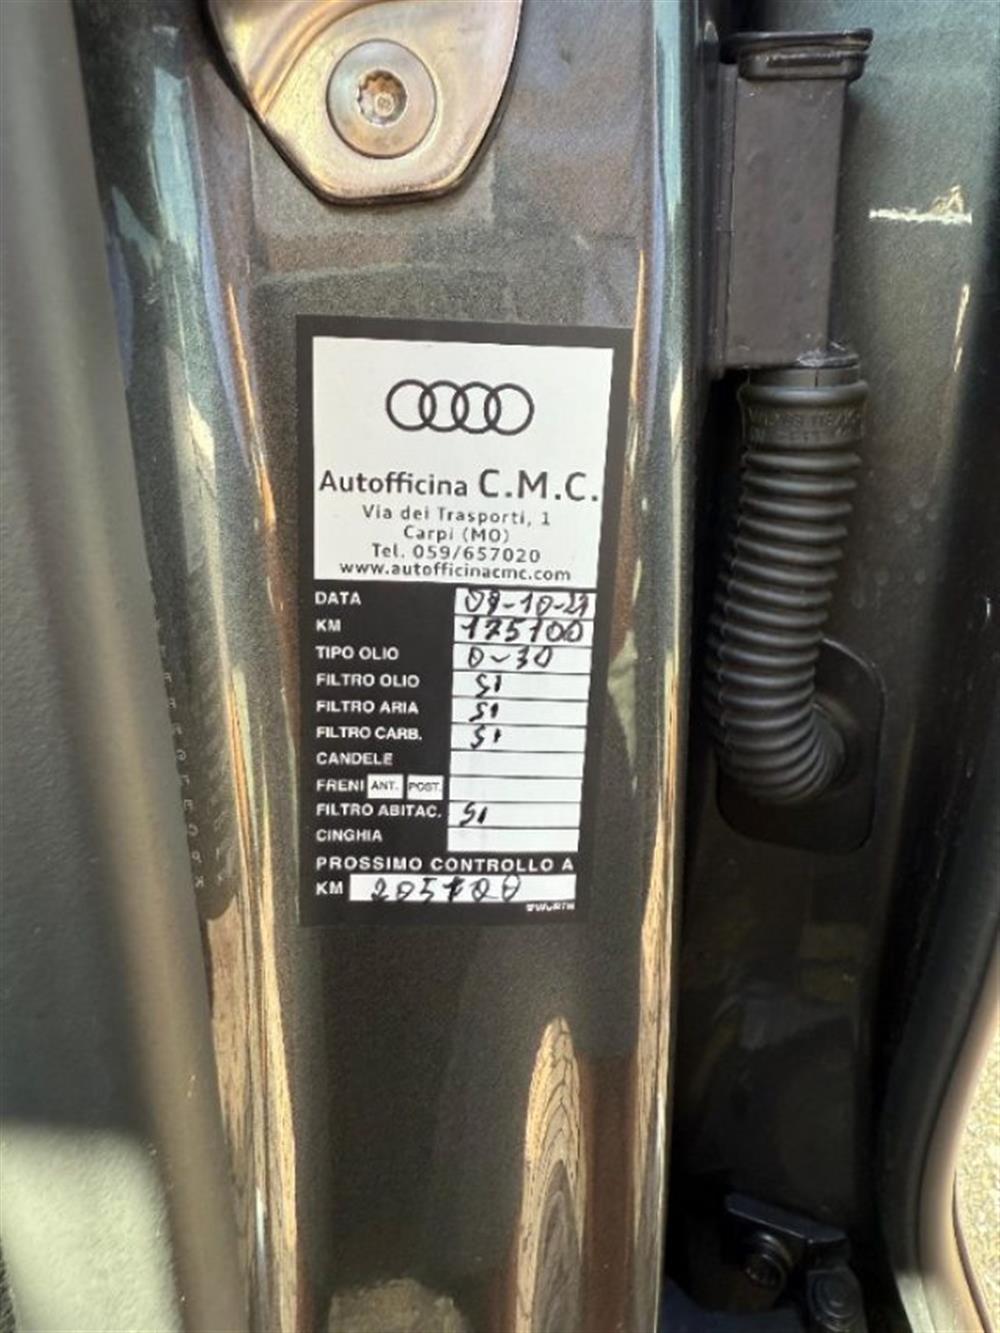 Autofficina C.M.C.
Via dei Trasporti, 1
Carpi (MO)
Tel. 059/657020
www.autofficinacmc.com
DATA
KM 175100
TIPO OLIO 0-30
FILTRO OLIO SI
FILTRO ARIA SI
FILTRO CARB. SI
CANDELE
FRENI ANT. POST.
FILTRO ABITAC. SI
CINGHIA
PROSSIMO CONTROLLO A
KM 205100
WÜRTH